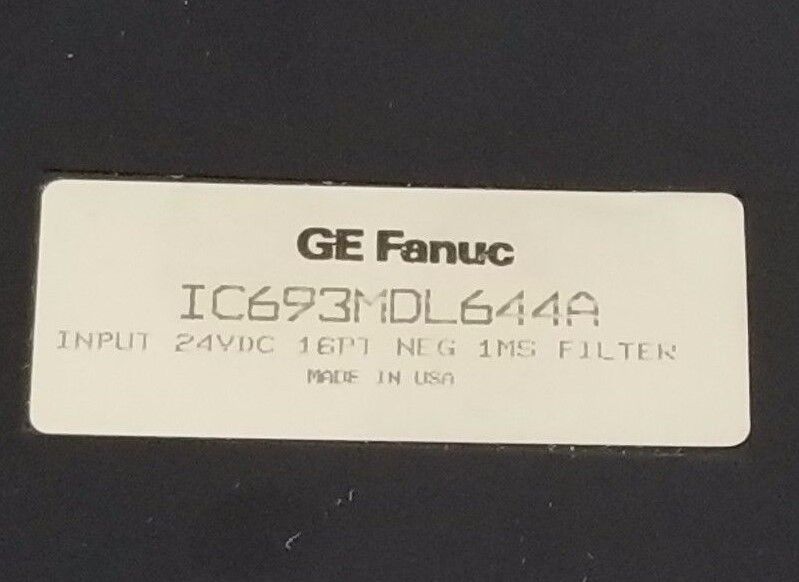 GE Fanuc
IC693MDL644A
INPUT 24VDC 16PT NEG 1MS FILTER
MADE IN USA